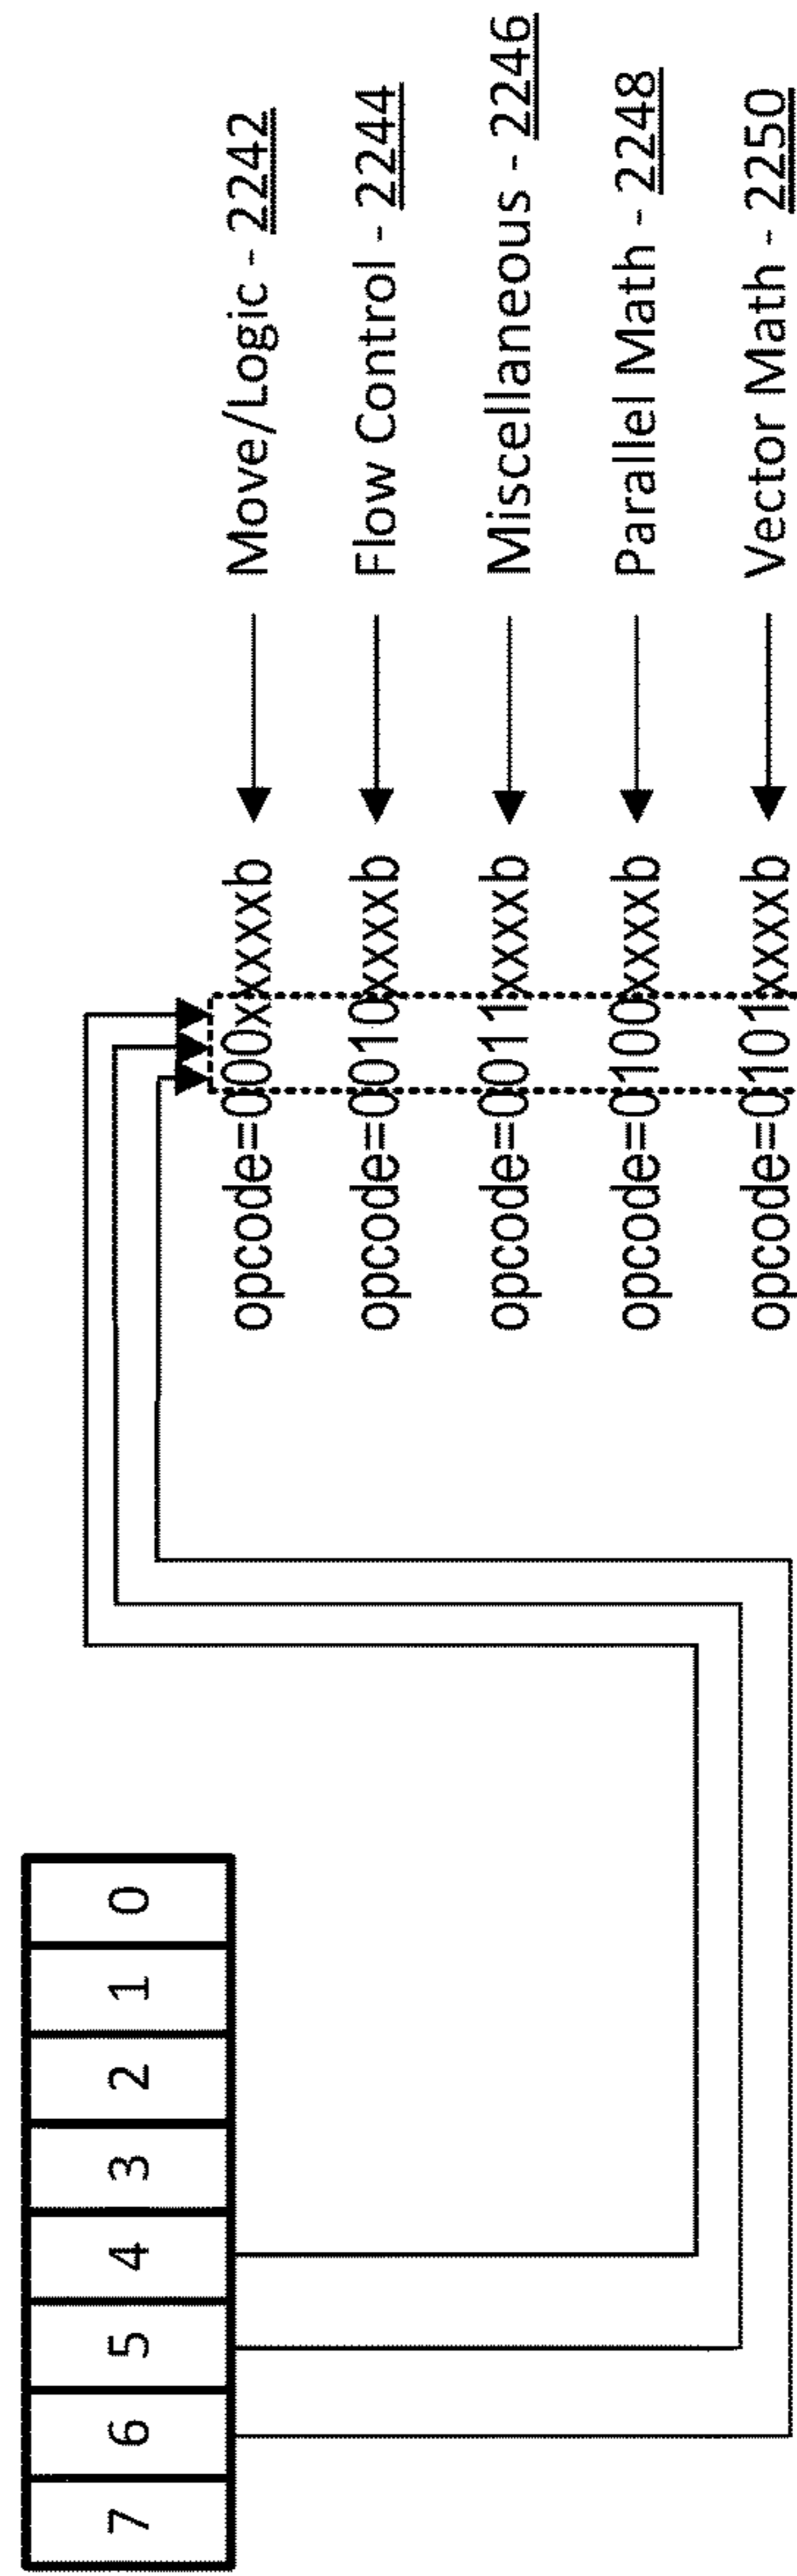 7 6 5 4 3 2 1 0
opcode=000xxxxxb Move/Logic - 2242
opcode=0010xxxxb Flow Control - 2244
opcode=0011xxxxb Miscellaneous - 2246
opcode=0100xxxxb Parallel Math - 2248
opcode=0101xxxxb Vector Math - 2250